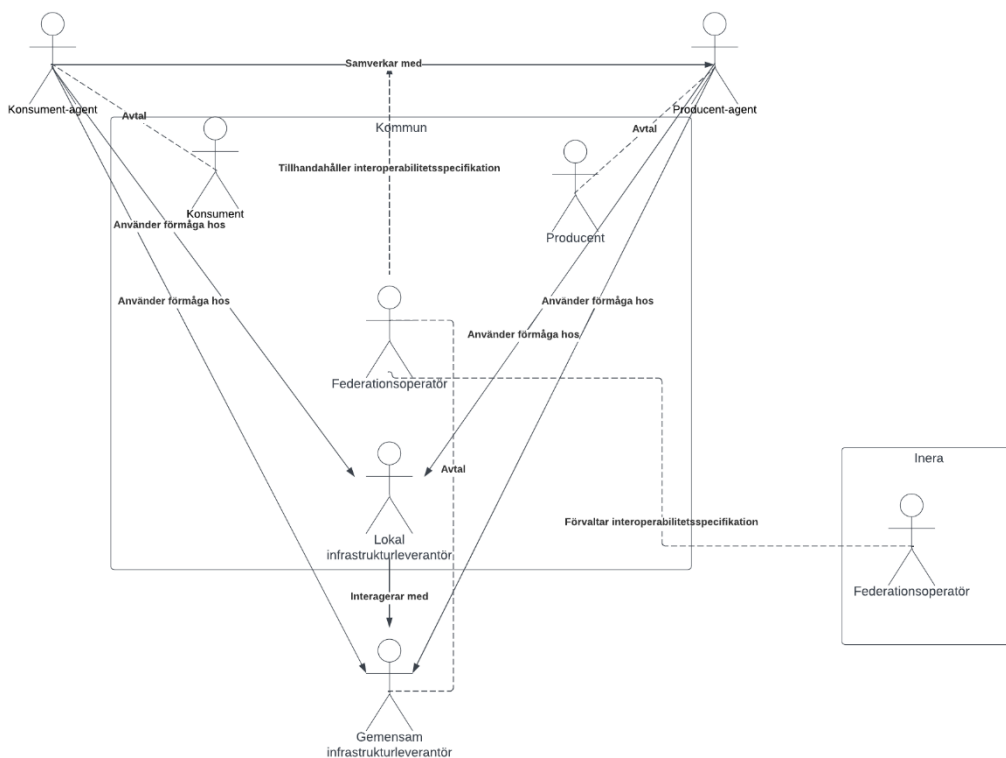 Samverkar med
Konsument-agent
Producent-agent
Avtal
Kommun
Avtal
Tillhandahåller interoperabilitetsspecifikation
Konsument
Använder förmåga hos
Producent
Använder förmåga hos
Använder förmåga hos
Använder förmåga hos
Federationsoperatör
Inera
Avtal
Förvaltar interoperabilitetsspecifikation
Lokal
infrastrukturleverantör
Federationsoperatör
Interagerar med
Gemensam
infrastrukturleverantör